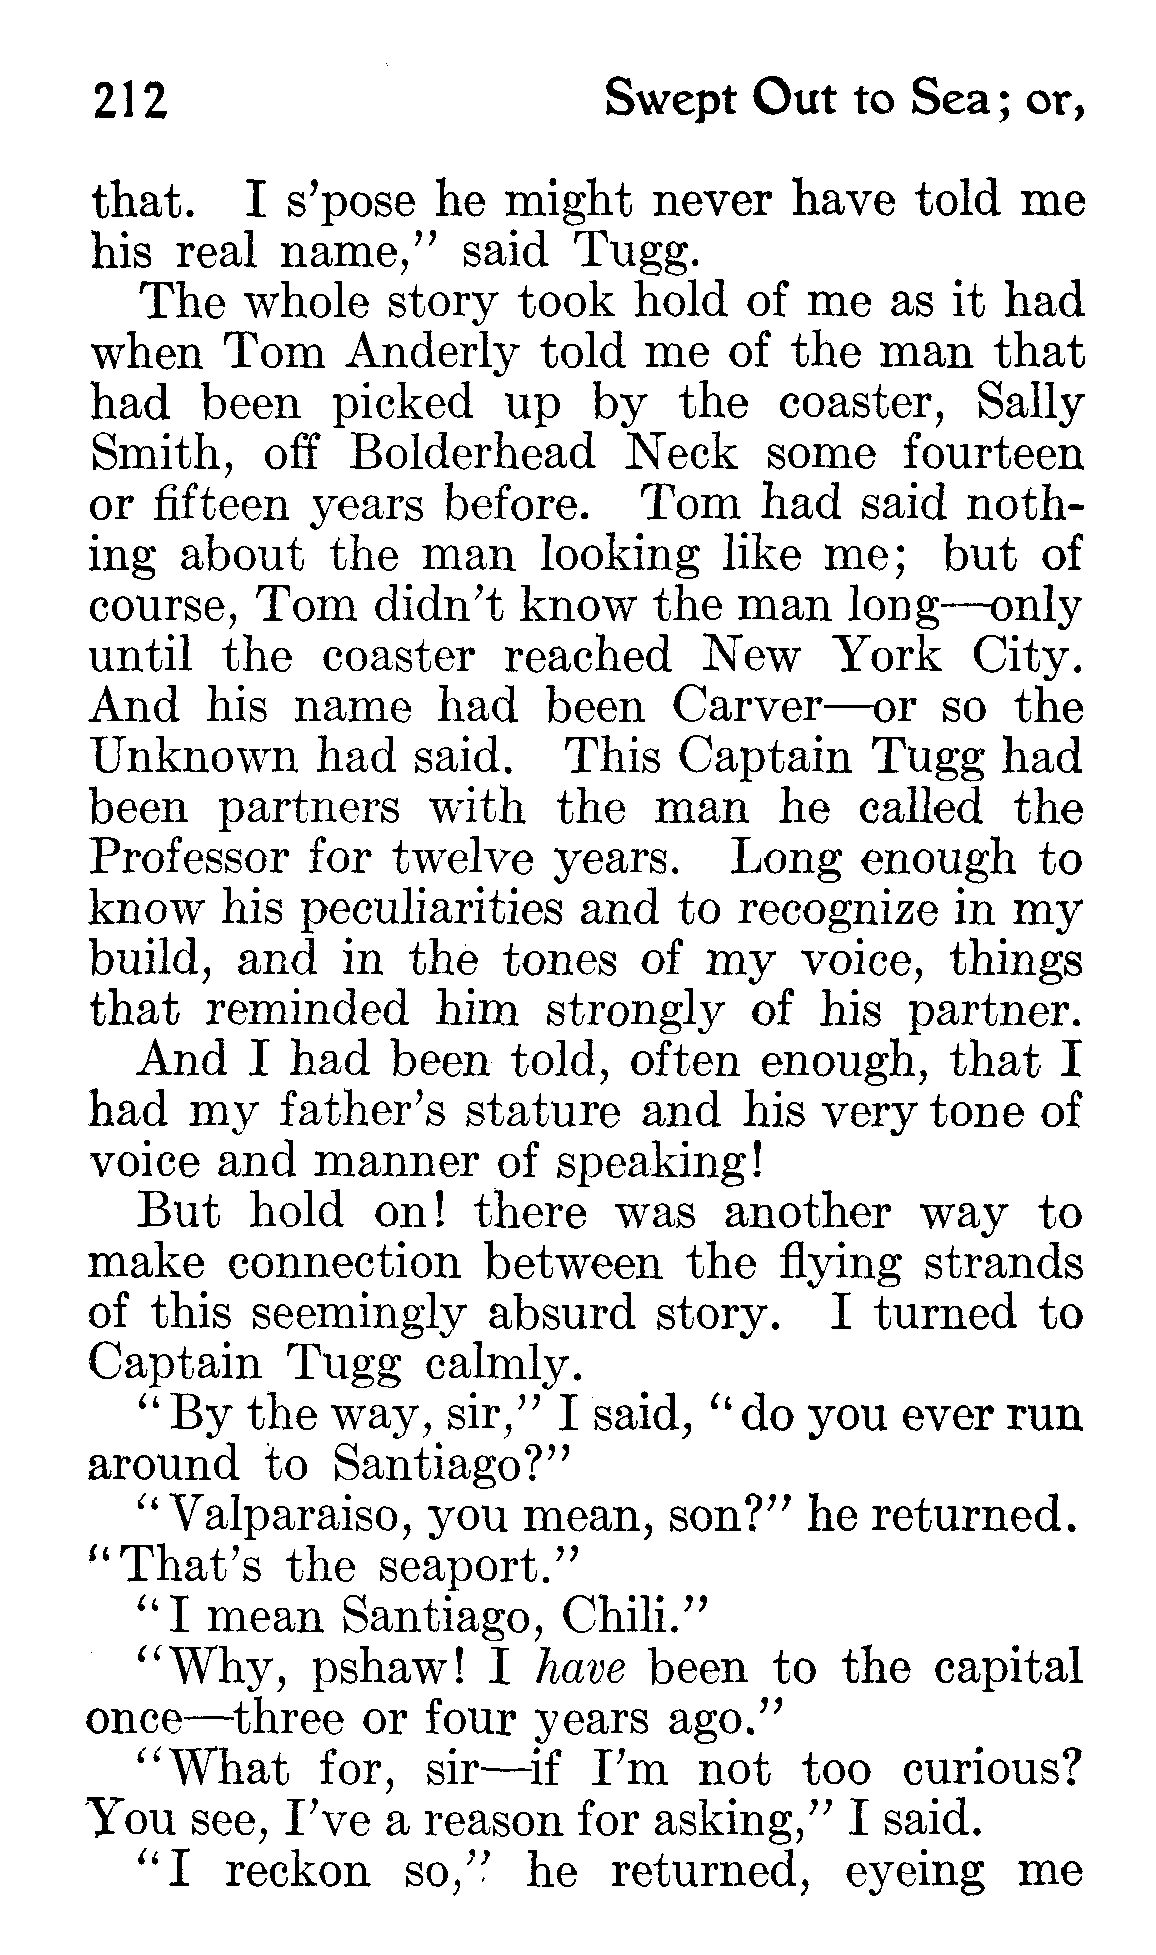 212 Swept Out to Sea; or,
that. I s'pose he might never have told me
his real name," said Tugg.
The whole story took hold of me as it had
when Tom Anderly told me of the man that
had been picked up by the coaster, Sally
Smith, off Bolderhead Neck some fourteen
or fifteen years before. Tom had said noth-
ing about the man looking like me; but of
course, Tom didn't know the man long—only
until the coaster reached New York City.
And his name had been Carver—or so the
Unknown had said. This Captain Tugg had
been partners with the man he called the
Professor for twelve years. Long enough to
know his peculiarities and to recognize in my
build, and in the tones of my voice, things
that reminded him strongly of his partner.
And I had been told, often enough, that I
had my father's stature and his very tone of
voice and manner of speaking!
But hold on! there was another way to
make connection between the flying strands
of this seemingly absurd story. I turned to
Captain Tugg calmly.
"By the way, sir," I said, "do you ever run
around to Santiago?"
"Valparaiso, you mean, son?" he returned.
"That's the seaport."
"I mean Santiago, Chili."
"Why, pshaw! I have been to the capital
once—three or four years ago."
"What for, sir—if I'm not too curious?
You see, I've a reason for asking," I said.
"I reckon so," he returned, eyeing me